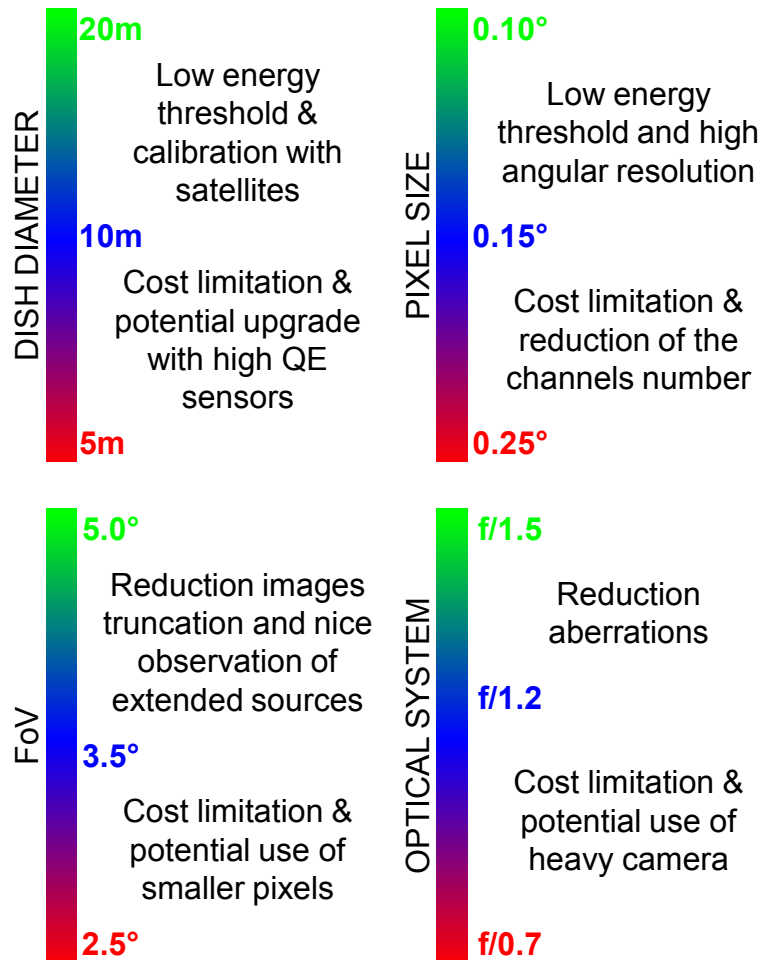 DISH DIAMETER
20m
Low energy
threshold &
calibration with
satellites
10m
Cost limitation &
potential upgrade
with high QE
sensors
5m
PIXEL SIZE
0.10°
Low energy
threshold and high
angular resolution
0.15°
Cost limitation &
reduction of the
channels number
0.25°
FoV
5.0°
Reduction images
truncation and nice
observation of
extended sources
3.5°
Cost limitation &
potential use of
smaller pixels
2.5°
OPTICAL SYSTEM
f/1.5
Reduction
aberrations
f/1.2
Cost limitation &
potential use of
heavy camera
f/0.7